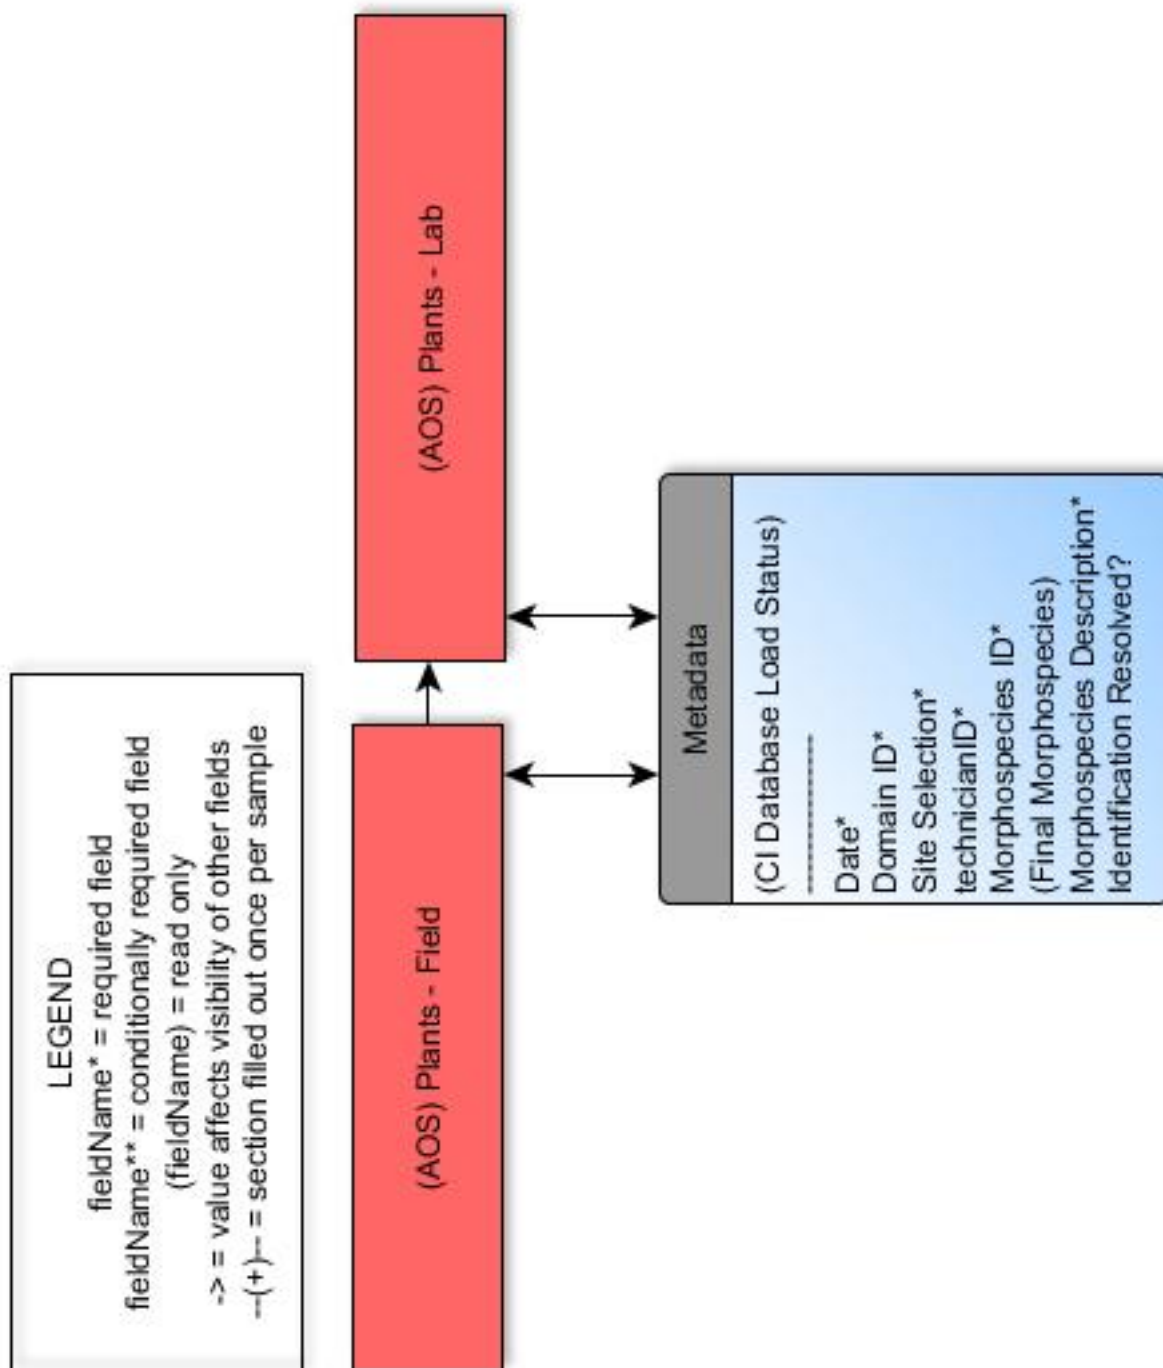 LEGEND
fieldName* = required field
fieldName** = conditionally required field
(fieldName) = read only
-> = value affects visibility of other fields
--(+)-- = section filled out once per sample
(AOS) Plants - Field
(AOS) Plants - Lab
Metadata
(CI Database Load Status)
---------------------
Date*
Domain ID*
Site Selection*
technicianID*
Morphospecies ID*
(Final Morphospecies)
Morphospecies Description*
Identification Resolved?